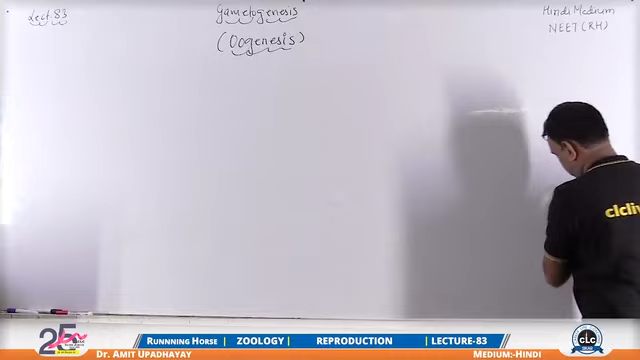 Lect. 83
Gametogenesis
(Oogenesis)
Hindi Medium
NEET (RH)
clcliv
25
RUNNNING HORSE | ZOOLOGY | REPRODUCTION | LECTURE-83
CLC
DR. AMIT UPADHAYAY
MEDIUM:-HINDI